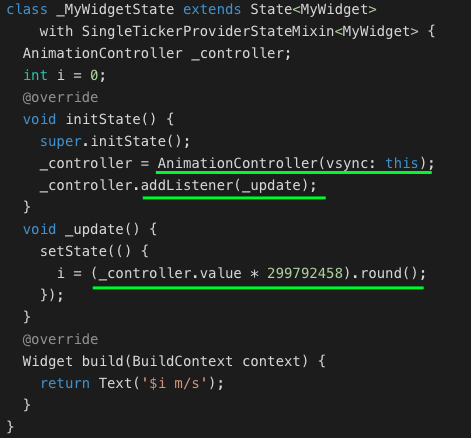 class _MyWidgetState extends State<MyWidget>
    with SingleTickerProviderStateMixin<MyWidget> {
  AnimationController _controller;
  int i = 0;
  @override
  void initState() {
    super.initState();
    _controller = AnimationController(vsync: this);
    _controller.addListener(_update);
  }
  void _update() {
    setState(() {
      i = (_controller.value * 299792458).round();
    });
  }
  @override
  Widget build(BuildContext context) {
    return Text('$i m/s');
  }
}